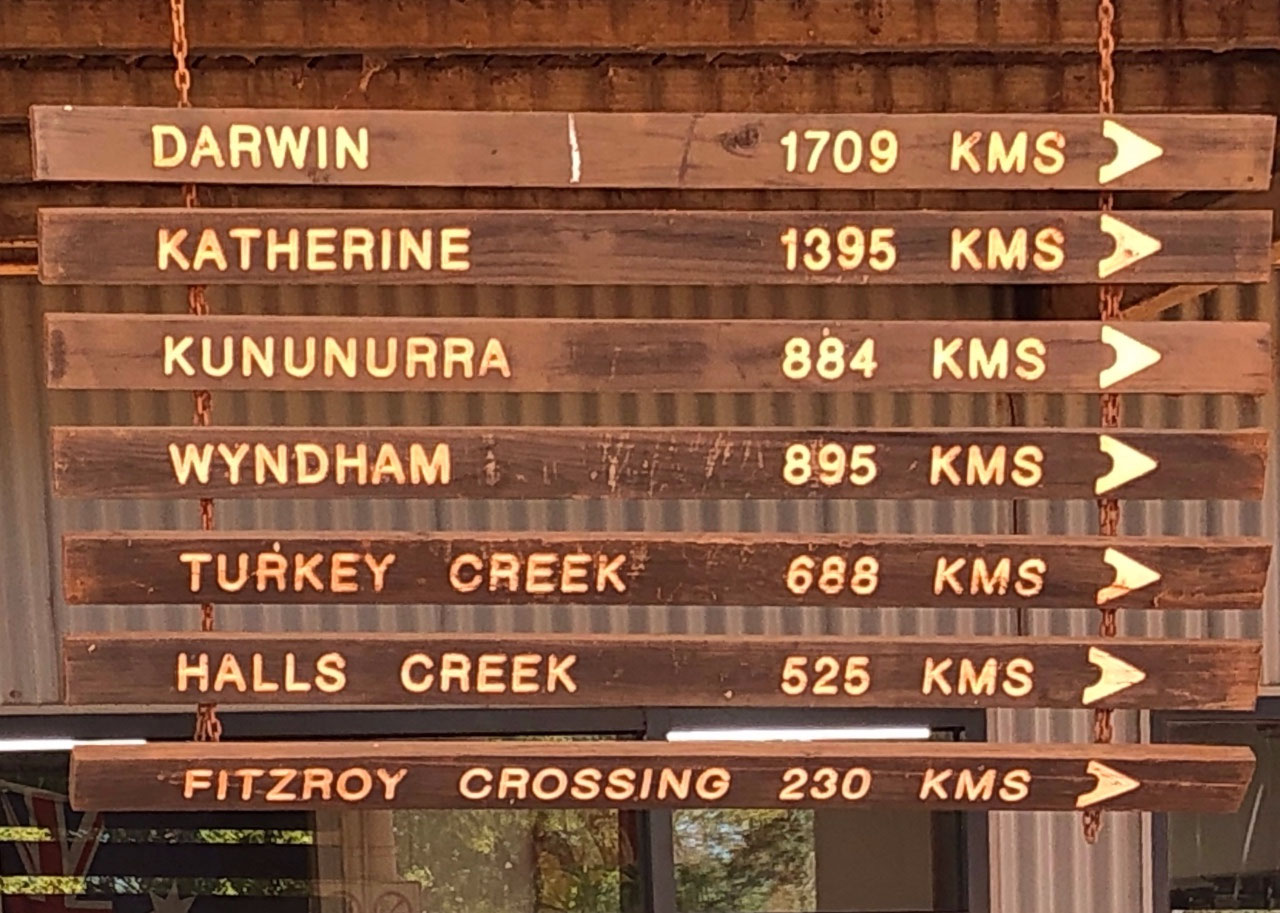 DARWIN 1709 KMS
KATHERINE 1395 KMS
KUNUNURRA 884 KMS
WYNDHAM 895 KMS
TURKEY CREEK 688 KMS
HALLS CREEK 525 KMS
FITZROY CROSSING 230 KMS